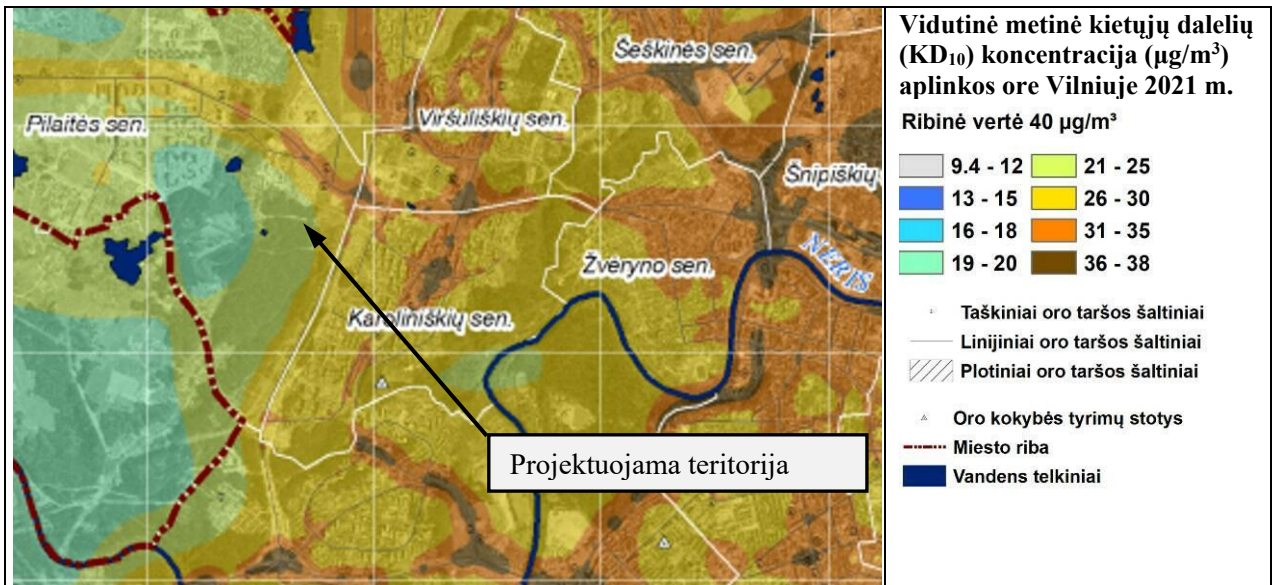 Šeškinės sen.
Pilaitės sen.
Viršuliškių sen.
Šnipiškių
NERIS
Žvėryno sen.
Karoliniškių sen.
Projektuojama teritorija
Vidutinė metinė kietųjų dalelių
(KD₁₀) koncentracija (µg/m³)
aplinkos ore Vilniuje 2021 m.
Ribinė vertė 40 µg/m³
9.4 - 12 21 - 25
13 - 15 26 - 30
16 - 18 31 - 35
19 - 20 36 - 38
Taškiniai oro taršos šaltiniai
Linijiniai oro taršos šaltiniai
Plotiniai oro taršos šaltiniai
Oro kokybės tyrimų stotys
Miesto riba
Vandens telkiniai